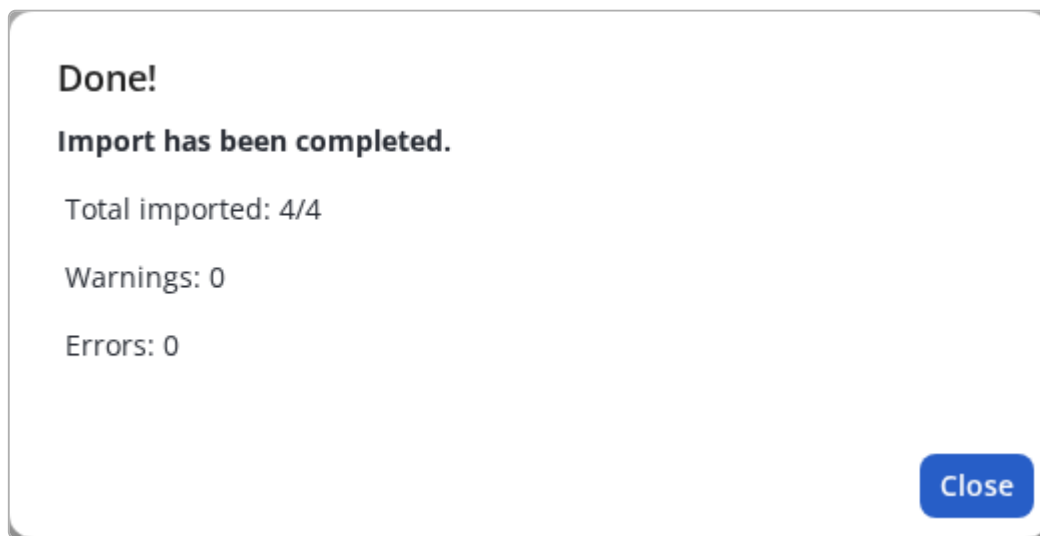 Done!
Import has been completed.
Total imported: 4/4
Warnings: 0
Errors: 0
Close